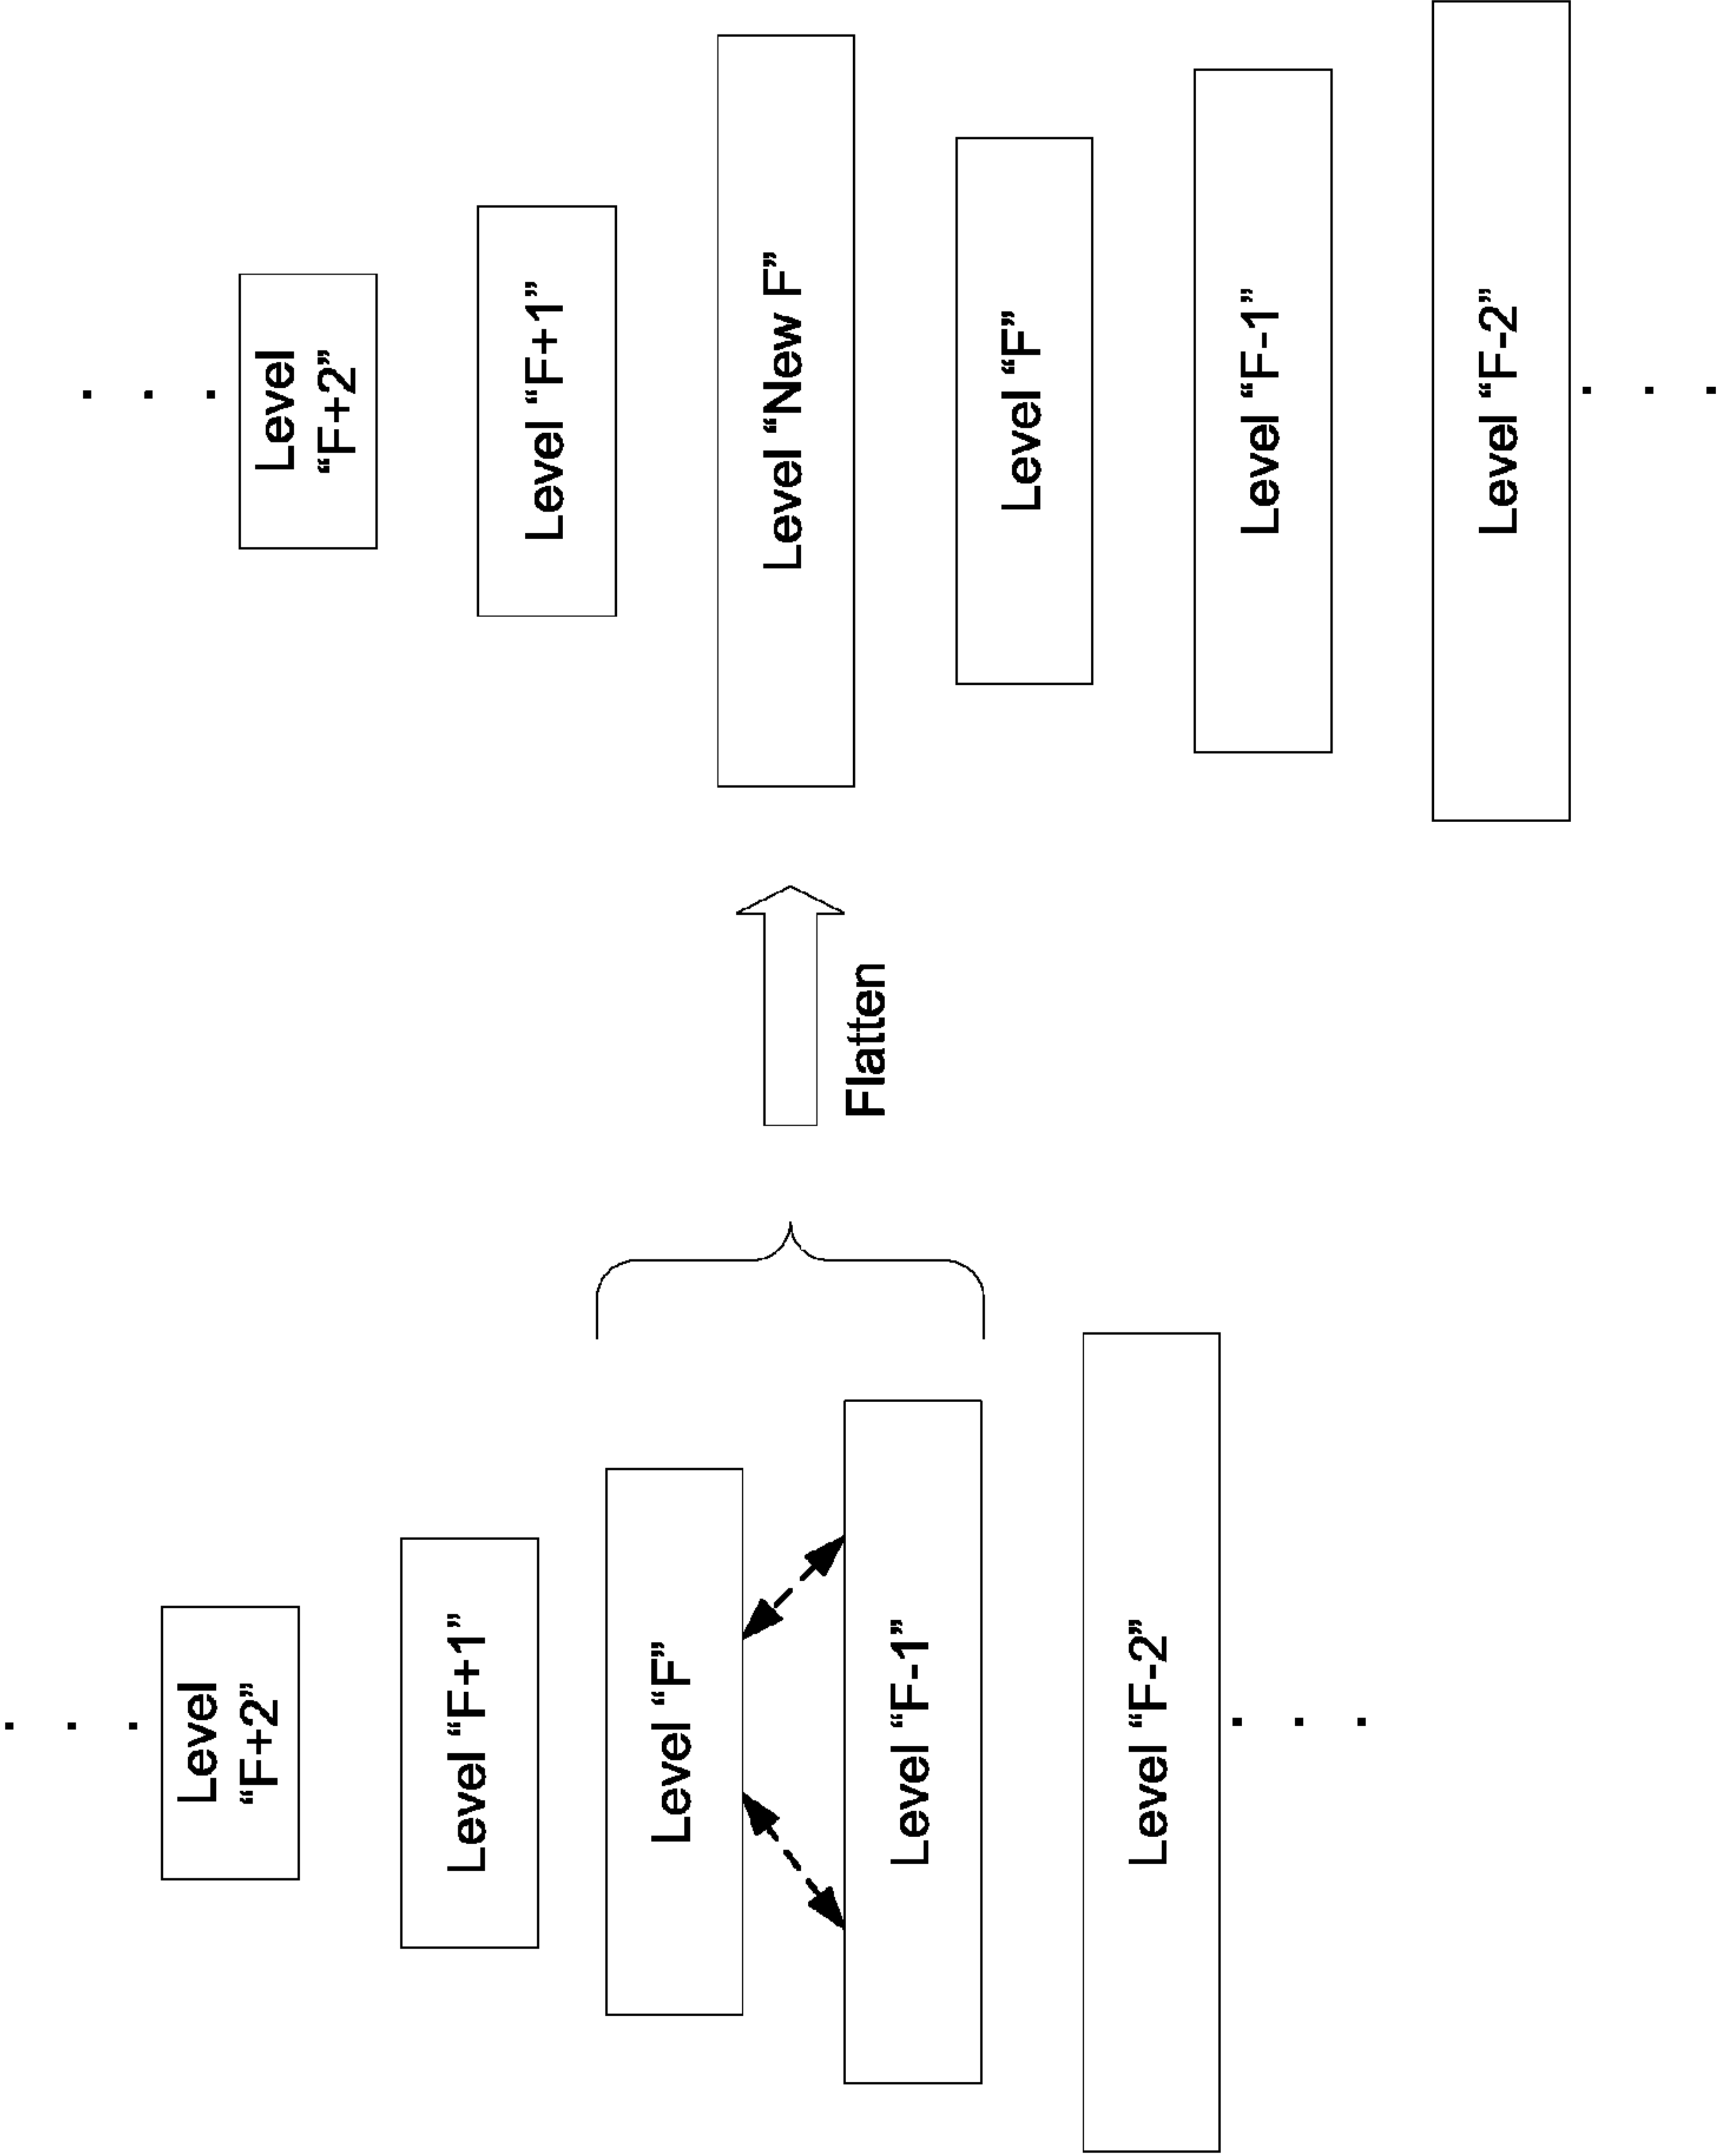 Level
“F+2”
Level “F+1”
Level “F”
Level “F-1”
Level “F-2”
Flatten
Level
“F+2”
Level “F+1”
Level “New F”
Level “F”
Level “F-1”
Level “F-2”